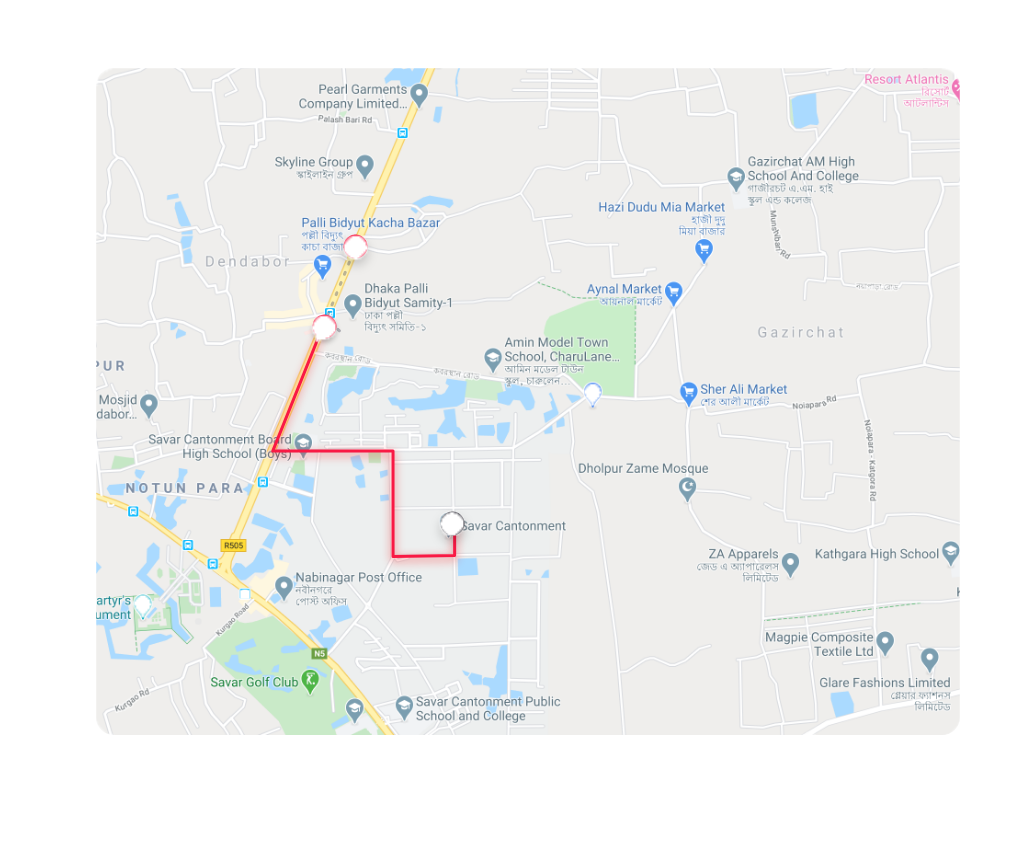 Resort Atlantis
রিসোর্ট
আটলান্টিস
Pearl Garments
Company Limited...
Palash Bari Rd
Skyline Group
স্কাইলাইন গ্রুপ
Gazirchat AM High
School And College
গাজীরচট এ.এম. হাই
স্কুল এন্ড কলেজ
Munshibari Rd
Hazi Dudu Mia Market
হাজী দুদু
মিয়া বাজার
Palli Bidyut Kacha Bazar
পল্লী বিদ্যুৎ
কাচা বাজার
Dendabor
Dhaka Palli
Bidyut Samity-1
ঢাকা পল্লী
বিদ্যুৎ সমিতি-১
Aynal Market
আয়নাল মার্কেট
Gazirchat
Amin Model Town
School, CharuLane...
আমিন মডেল টাউন
স্কুল, চারুলেন...
কবরস্থান রোড
কবরস্থান রোড
PUR
Mosjid
dabor...
Sher Ali Market
শের আলী মার্কেট
Noiapara Rd
Noiapara - Katgora Rd
Savar Cantonment Board
High School (Boys)
Dholpur Zame Mosque
NOTUN PARA
Savar Cantonment
R505
ZA Apparels
জেড এ অ্যাপারেলস
লিমিটেড
Kathgara High School
Nabinagar Post Office
নবীনগরে
পোস্ট অফিস
artyr's
ument
Kurgao Road
N5
Magpie Composite
Textile Ltd
Savar Golf Club
Kurgao Rd
Savar Cantonment Public
School and College
Glare Fashions Limited
গ্লেয়ার ফ্যাশনস
লিমিটেড